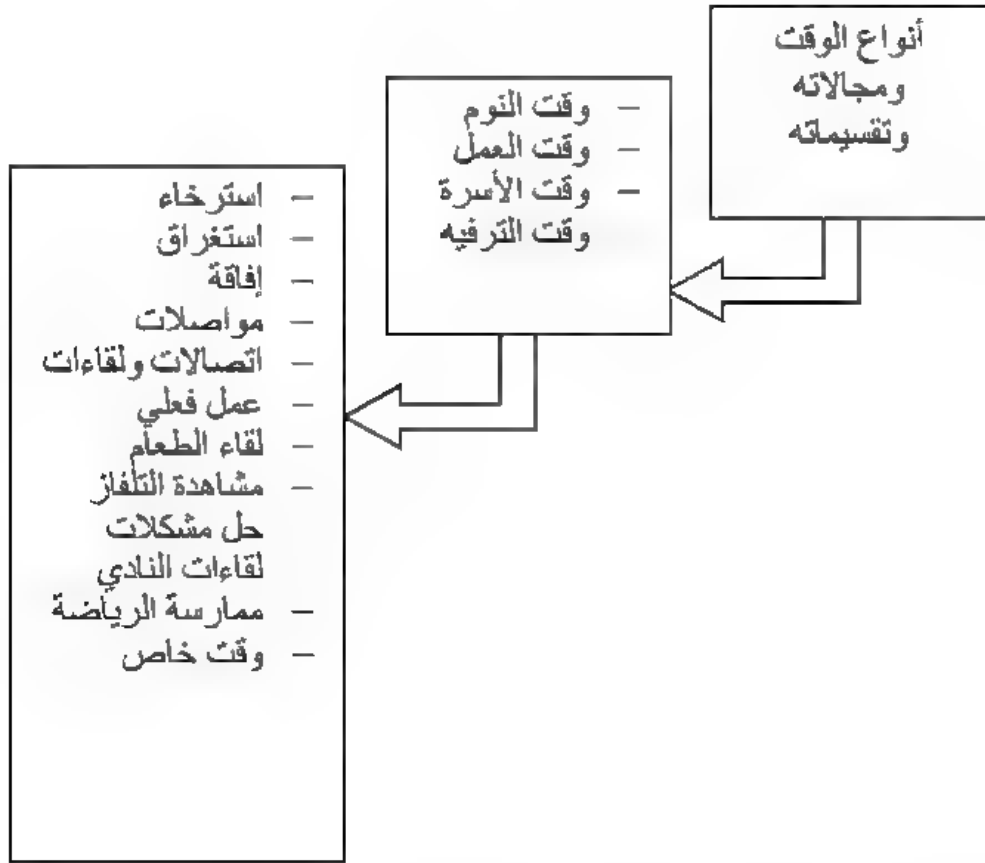 أنواع الوقت
ومجالاته
وتقسيماته
– وقت النوم
– وقت العمل
– وقت الأسرة
وقت الترفيه
– استرخاء
– استغراق
– إفاقة
– مواصلات
– اتصالات ولقاءات
– عمل فعلي
– لقاء الطعام
– مشاهدة التلفاز
حل مشكلات
لقاءات النادي
– ممارسة الرياضة
– وقت خاص